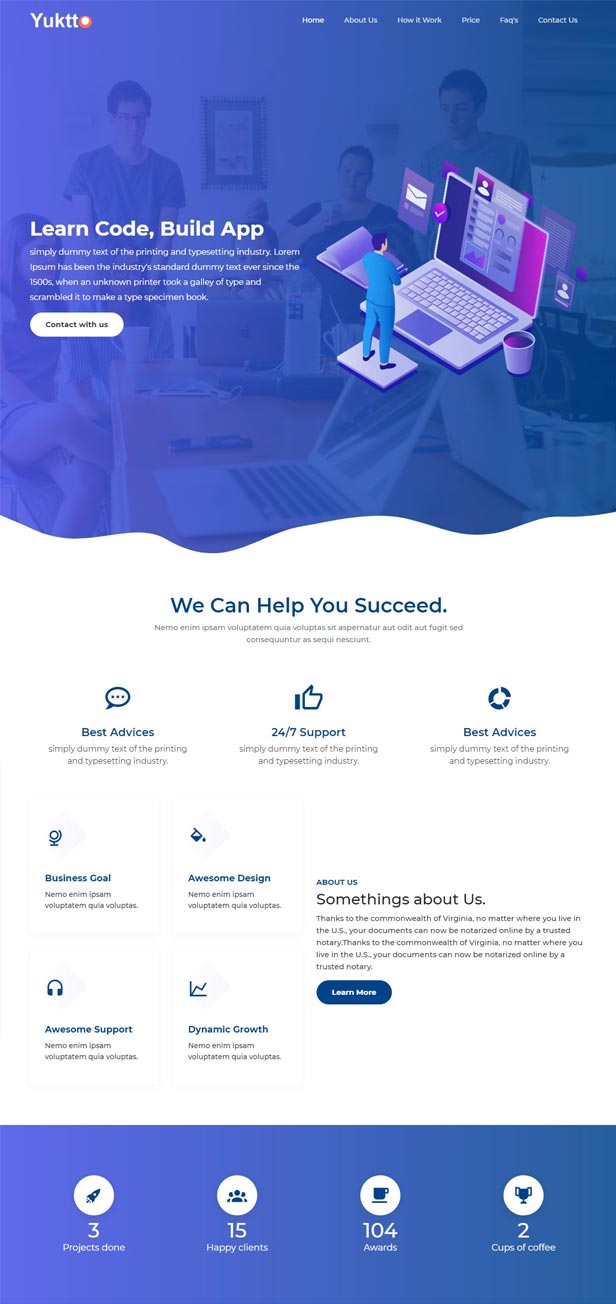 Yuktto
Home About Us How it Work Price Faq's Contact Us
Learn Code, Build App
simply dummy text of the printing and typesetting industry. Lorem
Ipsum has been the industry's standard dummy text ever since the
1500s, when an unknown printer took a galley of type and
scrambled it to make a type specimen book.
Contact with us
We Can Help You Succeed.
Nemo enim ipsam voluptatem quia voluptas sit aspernatur aut odit aut fugit sed
consequuntur as sequi nesciunt.
Best Advices
simply dummy text of the printing
and typesetting industry.
24/7 Support
simply dummy text of the printing
and typesetting industry.
Best Advices
simply dummy text of the printing
and typesetting industry.
Business Goal
Nemo enim ipsam
voluptatem quia voluptas.
Awesome Design
Nemo enim ipsam
voluptatem quia voluptas.
Awesome Support
Nemo enim ipsam
voluptatem quia voluptas.
Dynamic Growth
Nemo enim ipsam
voluptatem quia voluptas.
ABOUT US
Somethings about Us.
Thanks to the commonwealth of Virginia, no matter where you live in
the U.S., your documents can now be notarized online by a trusted
notary.Thanks to the commonwealth of Virginia, no matter where you
live in the U.S., your documents can now be notarized online by a
trusted notary.
Learn More
3
Projects done
15
Happy clients
104
Awards
2
Cups of coffee